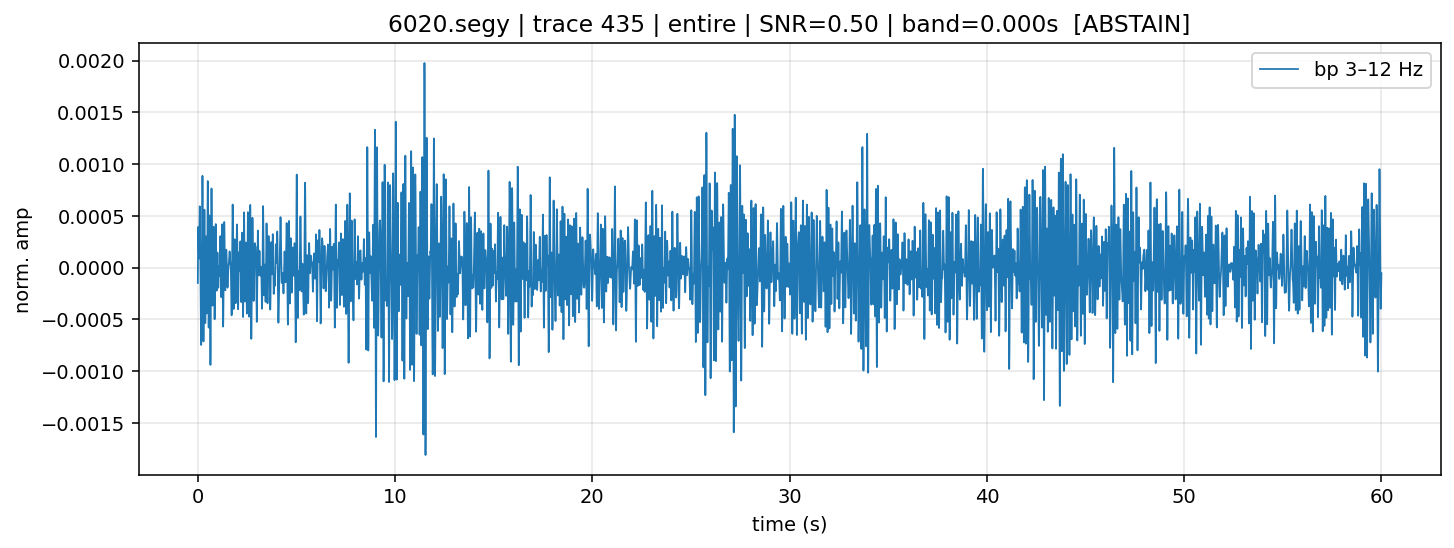 6020.segy | trace 435 | entire | SNR=0.50 | band=0.000s  [ABSTAIN]
bp 3–12 Hz
norm. amp
0.0020
0.0015
0.0010
0.0005
0.0000
−0.0005
−0.0010
−0.0015
0 10 20 30 40 50 60
time (s)